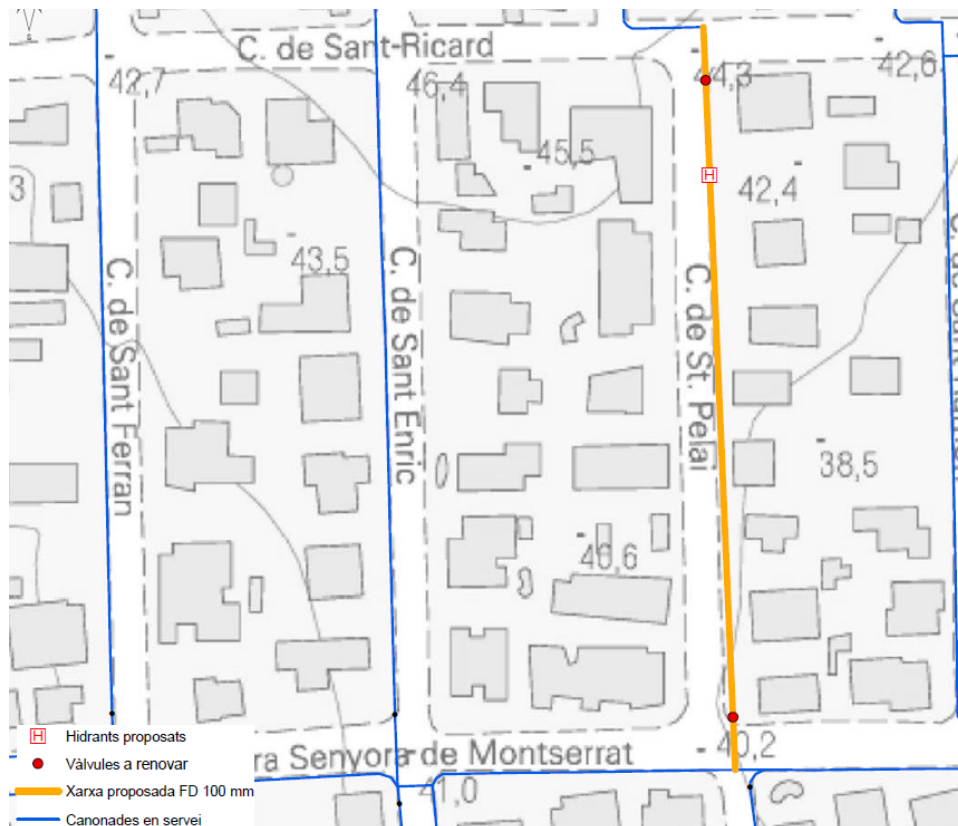 S
C. de Sant-Ricard
42,7
46,4
44,3
42,6
45,5
H
3
42,4
43,5
C. de Sant Ferran
C. de Sant Enric
C. de St. Pelai
38,5
40,6
ra Senyora de Montserrat
40,2
41,0
H Hidrants proposats
Vàlvules a renovar
Xarxa proposada FD 100 mm
Canonades en servei